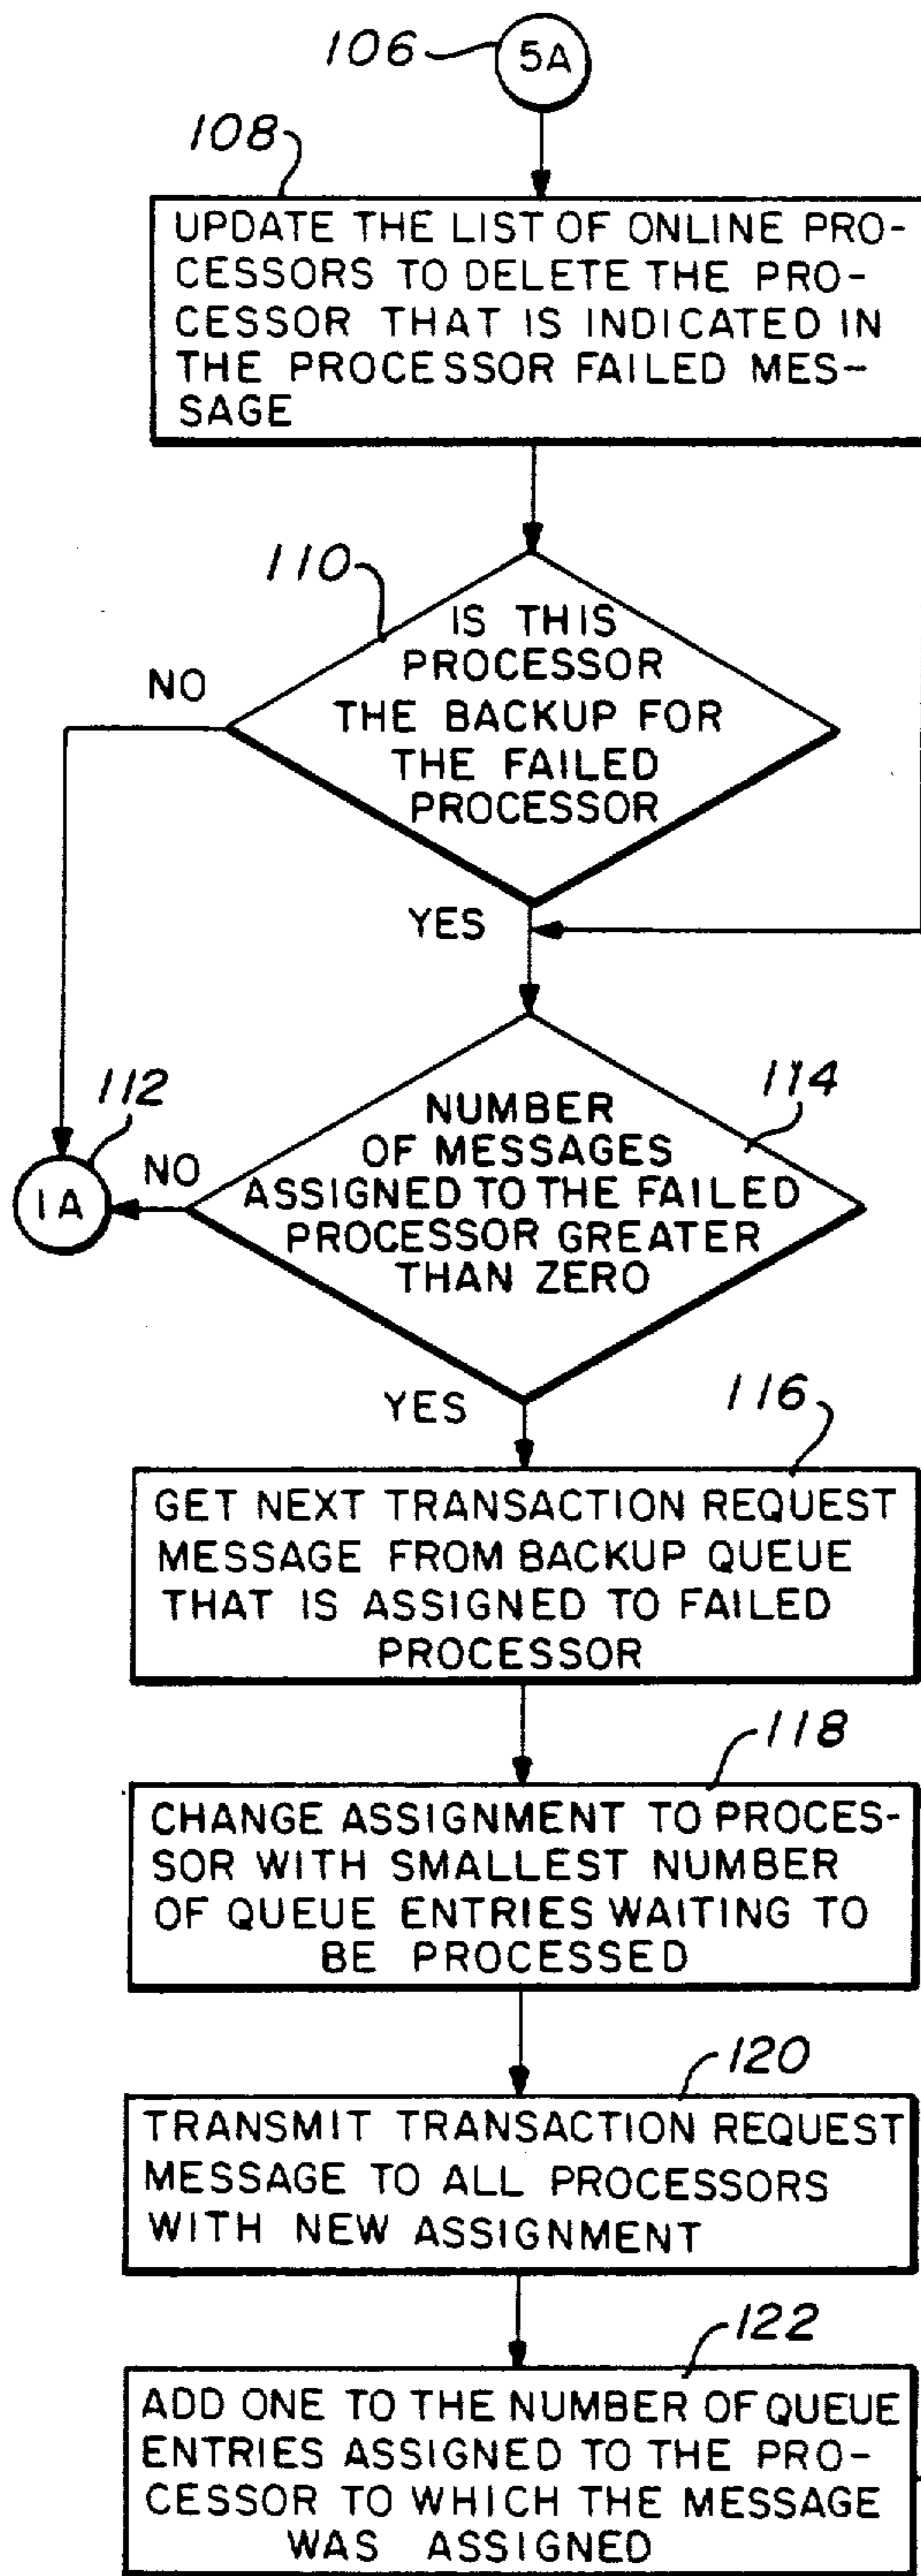 106
5A
108
UPDATE THE LIST OF ONLINE PRO-
CESSORS TO DELETE THE PRO-
CESSOR THAT IS INDICATED IN
THE PROCESSOR FAILED MES-
SAGE
110
IS THIS
PROCESSOR
THE BACKUP FOR
THE FAILED
PROCESSOR
NO
YES
112
1A
NO
114
NUMBER
OF MESSAGES
ASSIGNED TO THE FAILED
PROCESSOR GREATER
THAN ZERO
YES
116
GET NEXT TRANSACTION REQUEST
MESSAGE FROM BACKUP QUEUE
THAT IS ASSIGNED TO FAILED
PROCESSOR
118
CHANGE ASSIGNMENT TO PROCES-
SOR WITH SMALLEST NUMBER
OF QUEUE ENTRIES WAITING TO
BE PROCESSED
120
TRANSMIT TRANSACTION REQUEST
MESSAGE TO ALL PROCESSORS
WITH NEW ASSIGNMENT
122
ADD ONE TO THE NUMBER OF QUEUE
ENTRIES ASSIGNED TO THE PRO-
CESSOR TO WHICH THE MESSAGE
WAS ASSIGNED